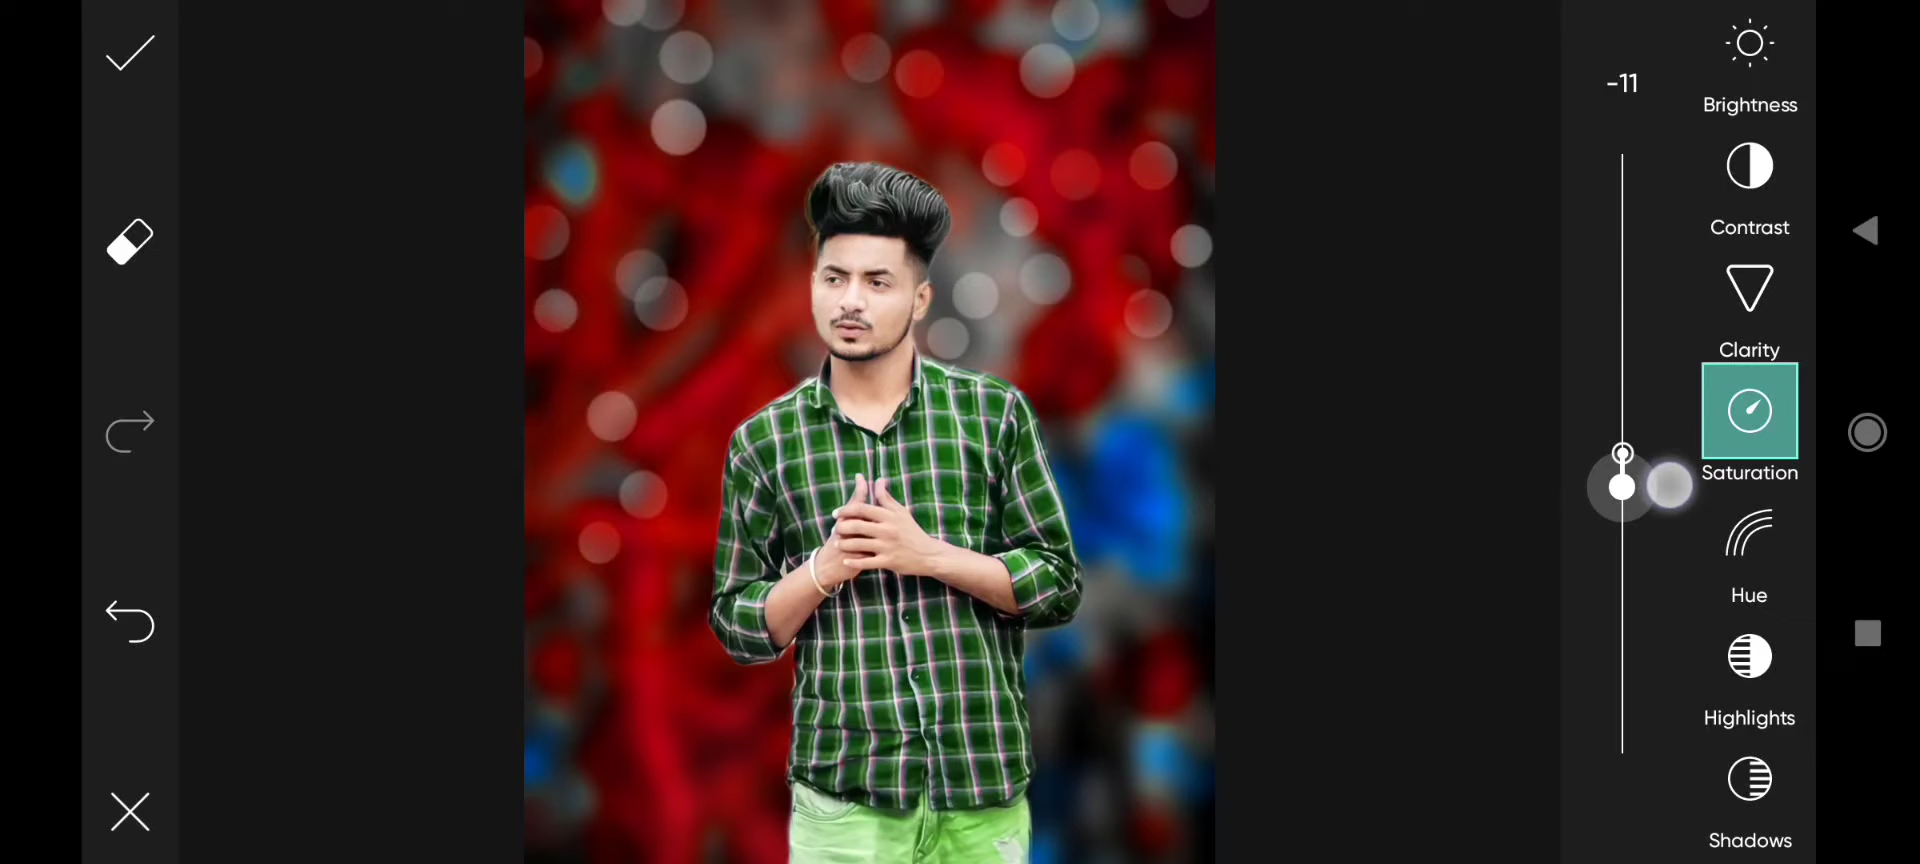 -11
Brightness
Contrast
Clarity
Saturation
Hue
Highlights
Shadows